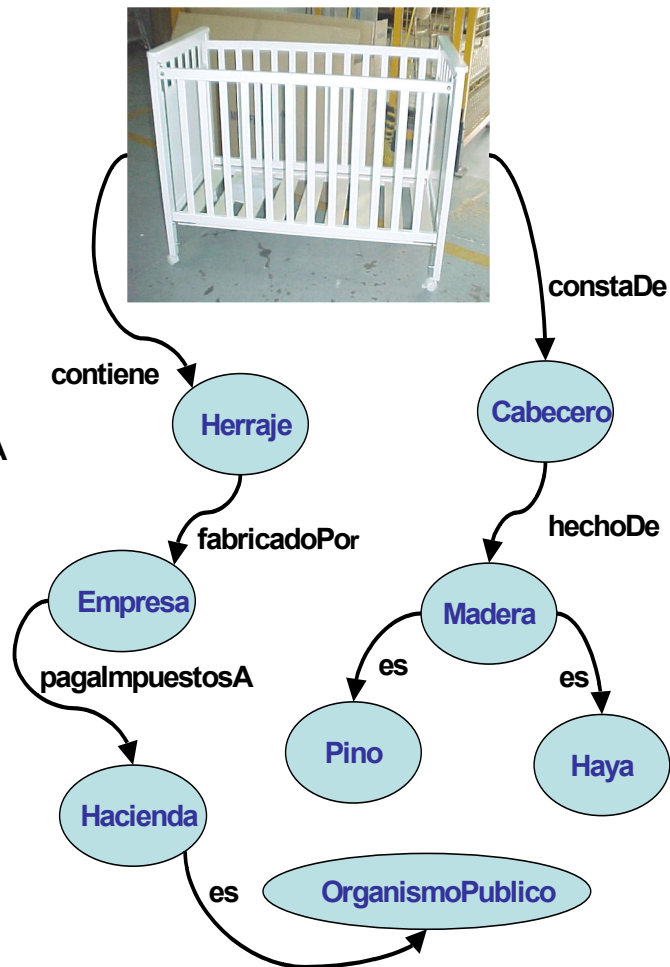 constaDe
contiene
Herraje
Cabecero
A
fabricadoPor
hechoDe
Empresa
Madera
pagaImpuestosA
es
es
Pino
Haya
Hacienda
es
OrganismoPublico